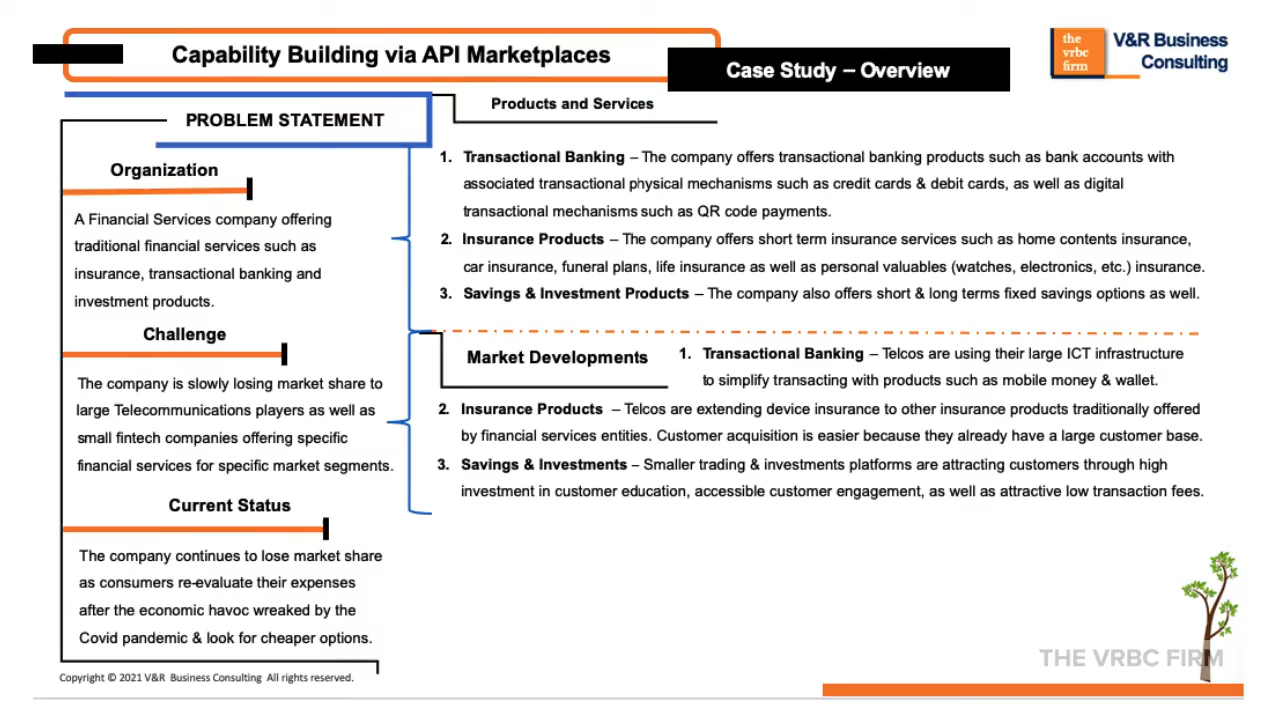 Capability Building via API Marketplaces
Case Study – Overview
the
vrbc
firm
V&R Business
Consulting
PROBLEM STATEMENT
Organization
A Financial Services company offering
traditional financial services such as
insurance, transactional banking and
investment products.
Challenge
The company is slowly losing market share to
large Telecommunications players as well as
small fintech companies offering specific
financial services for specific market segments.
Current Status
The company continues to lose market share
as consumers re-evaluate their expenses
after the economic havoc wreaked by the
Covid pandemic & look for cheaper options.
Products and Services
1. Transactional Banking – The company offers transactional banking products such as bank accounts with
associated transactional physical mechanisms such as credit cards & debit cards, as well as digital
transactional mechanisms such as QR code payments.
2. Insurance Products – The company offers short term insurance services such as home contents insurance,
car insurance, funeral plans, life insurance as well as personal valuables (watches, electronics, etc.) insurance.
3. Savings & Investment Products – The company also offers short & long terms fixed savings options as well.
Market Developments
1. Transactional Banking – Telcos are using their large ICT infrastructure
to simplify transacting with products such as mobile money & wallet.
2. Insurance Products – Telcos are extending device insurance to other insurance products traditionally offered
by financial services entities. Customer acquisition is easier because they already have a large customer base.
3. Savings & Investments – Smaller trading & investments platforms are attracting customers through high
investment in customer education, accessible customer engagement, as well as attractive low transaction fees.
THE VRBC FIRM
Copyright © 2021 V&R Business Consulting All rights reserved.